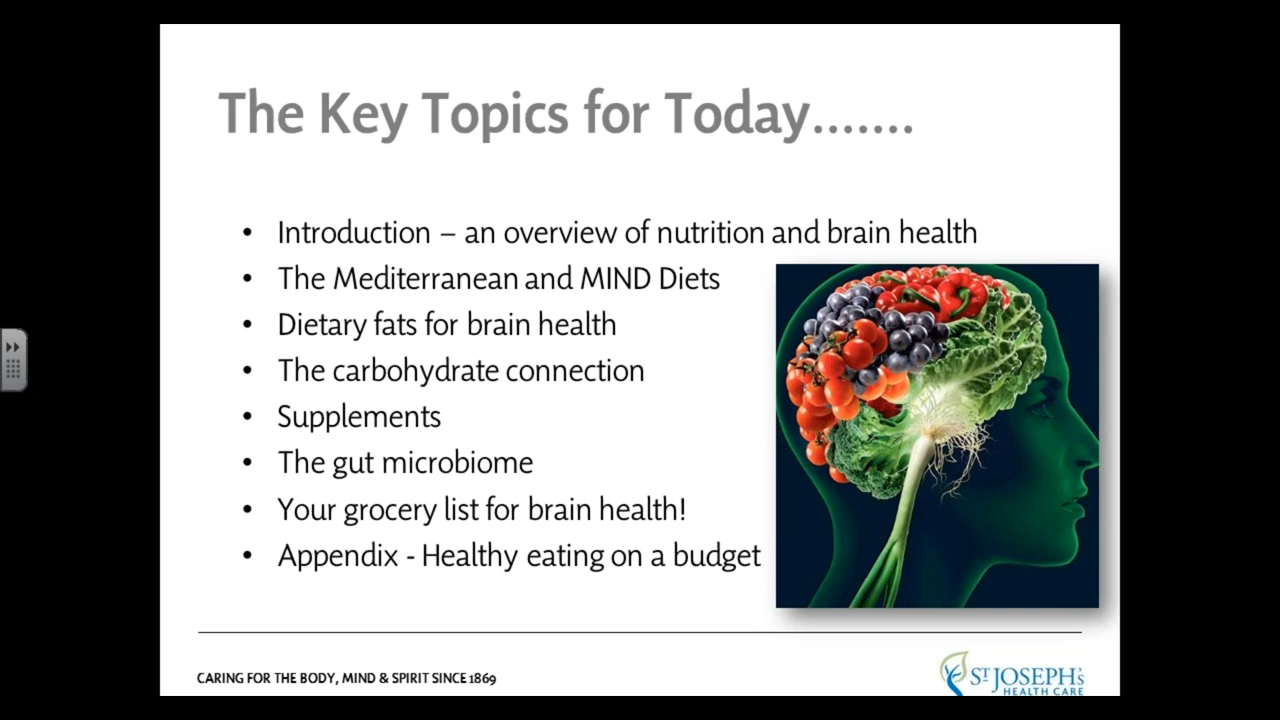 The Key Topics for Today.......
• Introduction – an overview of nutrition and brain health
• The Mediterranean and MIND Diets
• Dietary fats for brain health
• The carbohydrate connection
• Supplements
• The gut microbiome
• Your grocery list for brain health!
• Appendix - Healthy eating on a budget
CARING FOR THE BODY, MIND & SPIRIT SINCE 1869
ST JOSEPH'S
HEALTH CARE